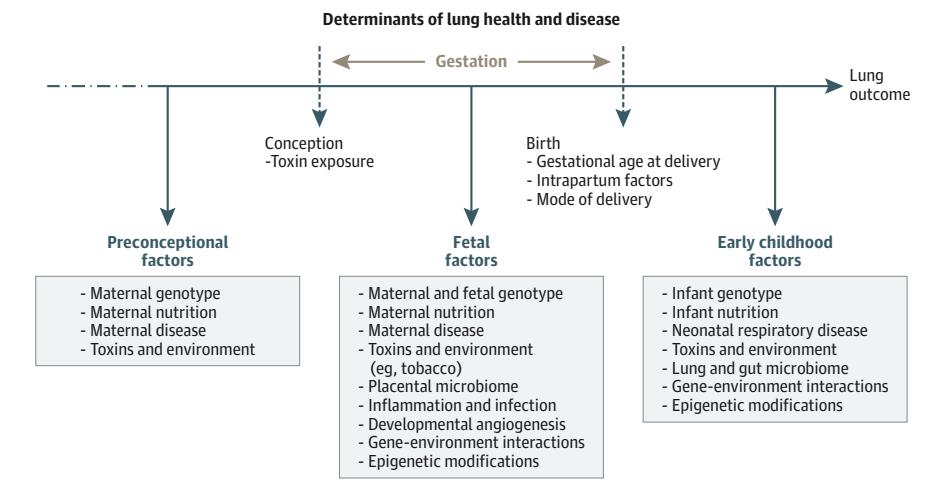 Determinants of lung health and disease
Gestation
Lung
outcome
Conception
-Toxin exposure
Birth
- Gestational age at delivery
- Intrapartum factors
- Mode of delivery
Preconceptional
factors
- Maternal genotype
- Maternal nutrition
- Maternal disease
- Toxins and environment
Fetal
factors
- Maternal and fetal genotype
- Maternal nutrition
- Maternal disease
- Toxins and environment
(eg, tobacco)
- Placental microbiome
- Inflammation and infection
- Developmental angiogenesis
- Gene-environment interactions
- Epigenetic modifications
Early childhood
factors
- Infant genotype
- Infant nutrition
- Neonatal respiratory disease
- Toxins and environment
- Lung and gut microbiome
- Gene-environment interactions
- Epigenetic modifications